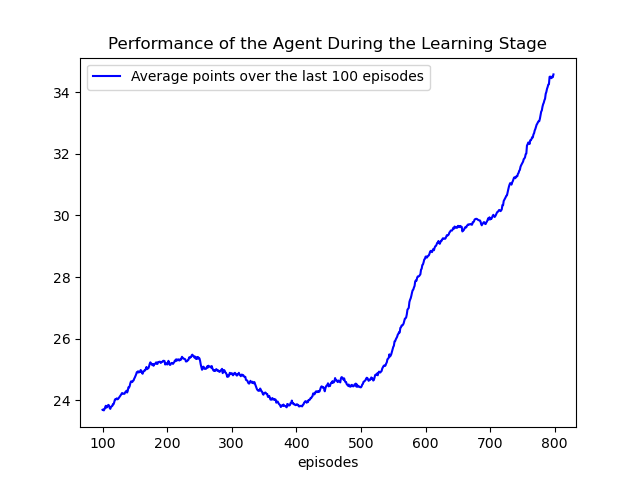 Performance of the Agent During the Learning Stage
Average points over the last 100 episodes
34
32
30
28
26
24
100 200 300 400 500 600 700 800
episodes